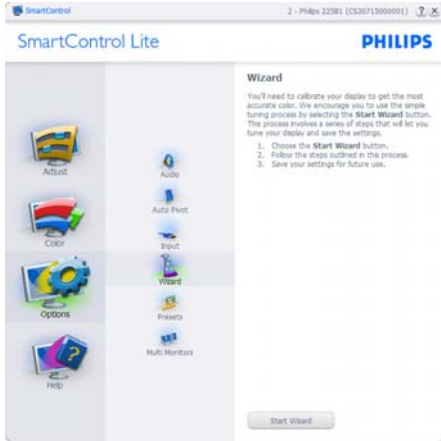 SmartControl
2 - Philips 225B1 (CS30715000001)
SmartControl Lite
PHILIPS
Adjust
Color
Options
Help
Audio
Auto Pivot
Input
Wizard
Presets
Multi Monitors
Wizard
You'll need to calibrate your display to get the most
accurate color. We encourage you to use the simple
tuning process by selecting the Start Wizard button.
This process involves a series of steps that will let you
tune your display and save the settings.
1. Choose the Start Wizard button.
2. Follow the steps outlined in this process.
3. Save your settings for future use.
Start Wizard